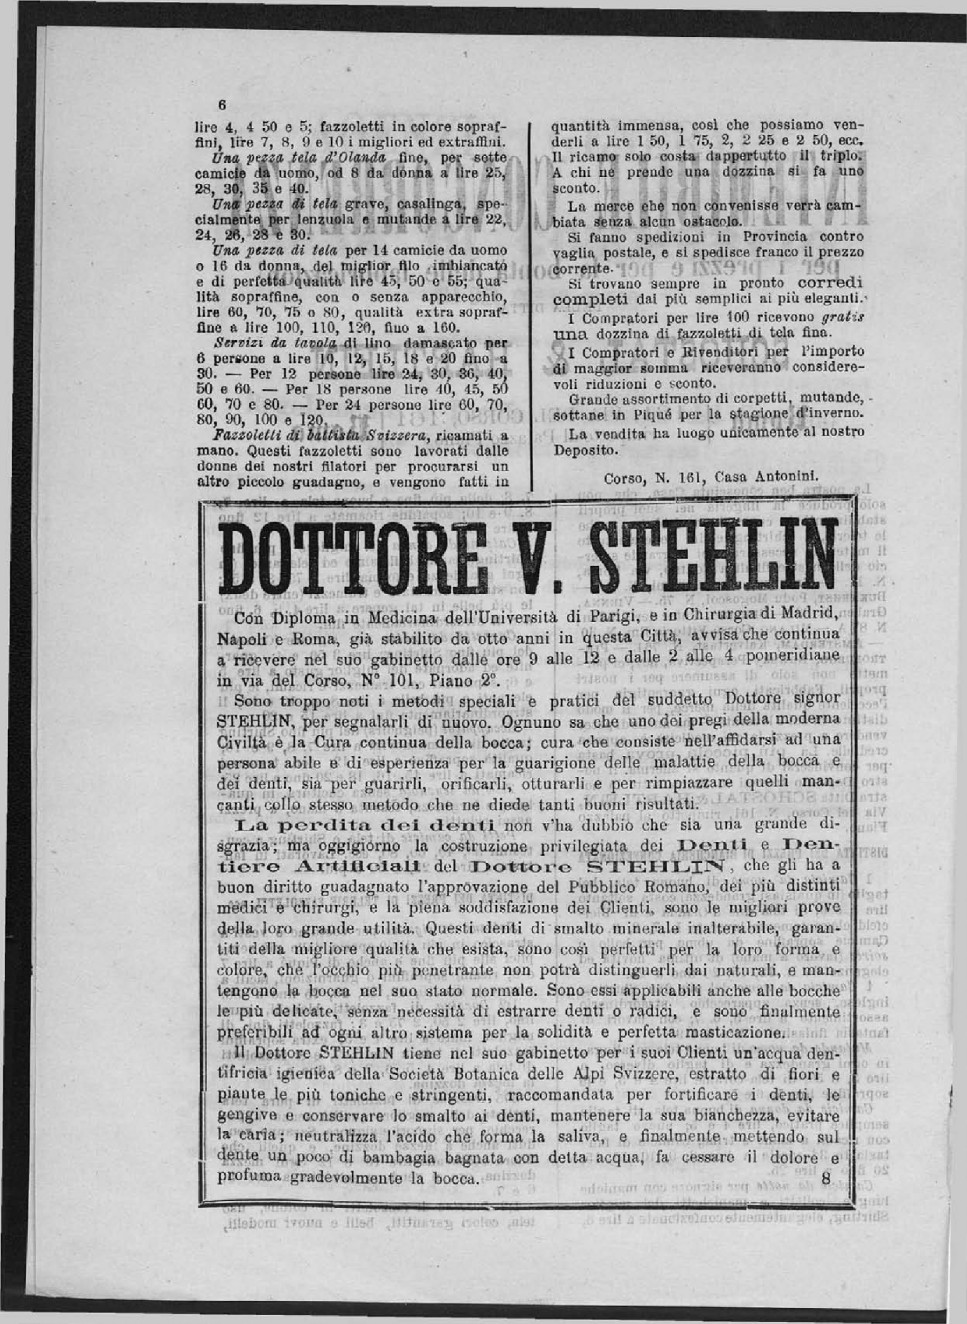 6
lire 4, 4 50 e 5; fazzoletti in colore sopraf-
fini, lire 7, 8, 9 e 10 i migliori ed extraffini.
Una pezza tela d'Olanda fine, per sette
camicie da uomo, od 8 da donna a lire 25,
28, 30, 35 e 40.
Una pezza di tela grave, casalinga, spe-
cialmente per lenzuola e mutande a lire 22,
24, 26, 28 e 30.
Una pezza di tela per 14 camicie da uomo
o 16 da donna, del miglior filo imbiancato
e di perfetta qualità lire 45, 50 e 55; qua-
lità sopraffine, con o senza apparecchio,
lire 60, 70, 75 o 80, qualità extra sopraf-
fine a lire 100, 110, 120, fino a 160.
Servizi da tavola di lino damascato per
6 persone a lire 10, 12, 15, 18 e 20 fino a
30. — Per 12 persone lire 24, 30, 36, 40,
50 e 60. — Per 18 persone lire 40, 45, 50
60, 70 e 80. — Per 24 persone lire 60, 70,
80, 90, 100 e 120.
Fazzoletti di battista Svizzera, ricamati a
mano. Questi fazzoletti sono lavorati dalle
donne dei nostri filatori per procurarsi un
altro piccolo guadagno, e vengono fatti in
quantità immensa, così che possiamo ven-
derli a lire 1 50, 1 75, 2, 2 25 e 2 50, ecc.
Il ricamo solo costa dappertutto il triplo.
A chi ne prende una dozzina si fa uno
sconto.
La merce che non convenisse verrà cam-
biata senza alcun ostacolo.
Si fanno spedizioni in Provincia contro
vaglia postale, e si spedisce franco il prezzo
corrente.
Si trovano sempre in pronto corredi
completi dai più semplici ai più eleganti.
I Compratori per lire 100 ricevono gratis
una dozzina di fazzoletti di tela fina.
I Compratori e Rivenditori per l'importo
di maggior somma riceveranno considere-
voli riduzioni e sconto.
Grande assortimento di corpetti, mutande,
sottane in Piqué per la stagione d'inverno.
La vendita ha luogo unicamente al nostro
Deposito.
Corso, N. 161, Casa Antonini.
DOTTORE V. STEHLIN
Con Diploma in Medicina dell'Università di Parigi, e in Chirurgia di Madrid,
Napoli e Roma, già stabilito da otto anni in questa Città, avvisa che continua
a ricevere nel suo gabinetto dalle ore 9 alle 12 e dalle 2 alle 4 pomeridiane
in via del Corso, N° 101, Piano 2°.
Sono troppo noti i metodi speciali e pratici del suddetto Dottore signor
STEHLIN, per segnalarli di nuovo. Ognuno sa che uno dei pregi della moderna
Civiltà è la Cura continua della bocca; cura che consiste nell'affidarsi ad una
persona abile e di esperienza per la guarigione delle malattie della bocca e
dei denti, sia per guarirli, orificarli, otturarli e per rimpiazzare quelli man-
canti collo stesso metodo che ne diede tanti buoni risultati.
La perdita dei denti non v'ha dubbio che sia una grande di-
sgrazia; ma oggigiorno la costruzione privilegiata dei Denti e Den-
tiere Artificiali del Dottore STEHLIN, che gli ha a
buon diritto guadagnato l'approvazione del Pubblico Romano, dei più distinti
medici e chirurgi, e la piena soddisfazione dei Clienti, sono le migliori prove
della loro grande utilità. Questi denti di smalto minerale inalterabile, garan-
titi della migliore qualità che esista, sono così perfetti per la loro forma e
colore, che l'occhio più penetrante non potrà distinguerli dai naturali, e man-
tengono la bocca nel suo stato normale. Sono essi applicabili anche alle bocche
le più delicate, senza necessità di estrarre denti o radici, e sono finalmente
preferibili ad ogni altro sistema per la solidità e perfetta masticazione.
Il Dottore STEHLIN tiene nel suo gabinetto per i suoi Clienti un'acqua den-
tifricia igienica della Società Botanica delle Alpi Svizzere, estratto di fiori e
piante le più toniche e stringenti, raccomandata per fortificare i denti, le
gengive e conservare lo smalto ai denti, mantenere la sua bianchezza, evitare
la caria; neutralizza l'acido che forma la saliva, e finalmente mettendo sul
dente un poco di bambagia bagnata con detta acqua, fa cessare il dolore e
profuma gradevolmente la bocca. 8